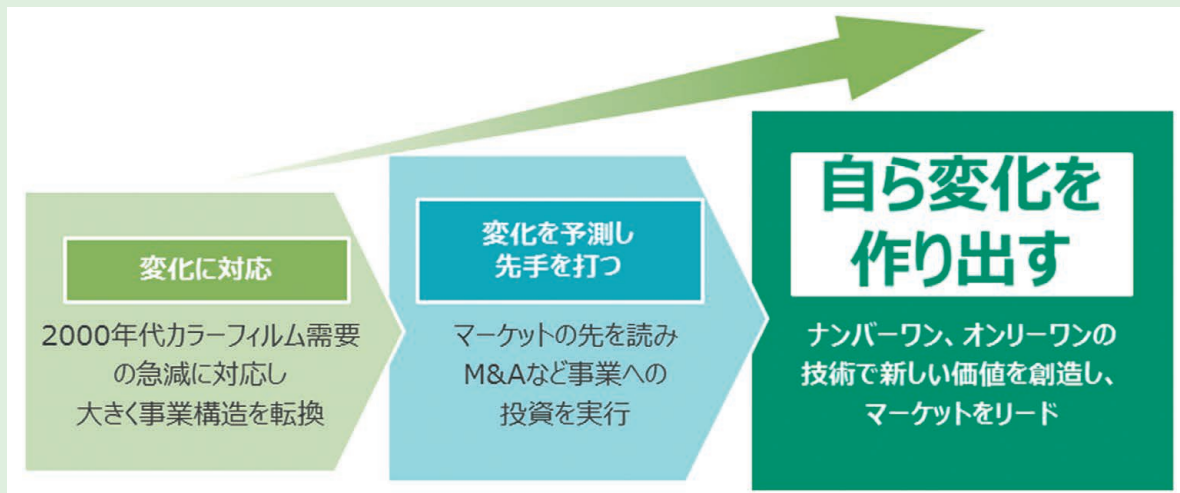 変化に対応
2000年代カラーフィルム需要
の急減に対応し
大きく事業構造を転換
変化を予測し
先手を打つ
マーケットの先を読み
M&Aなど事業への
投資を実行
自ら変化を
作り出す
ナンバーワン、オンリーワンの
技術で新しい価値を創造し、
マーケットをリード